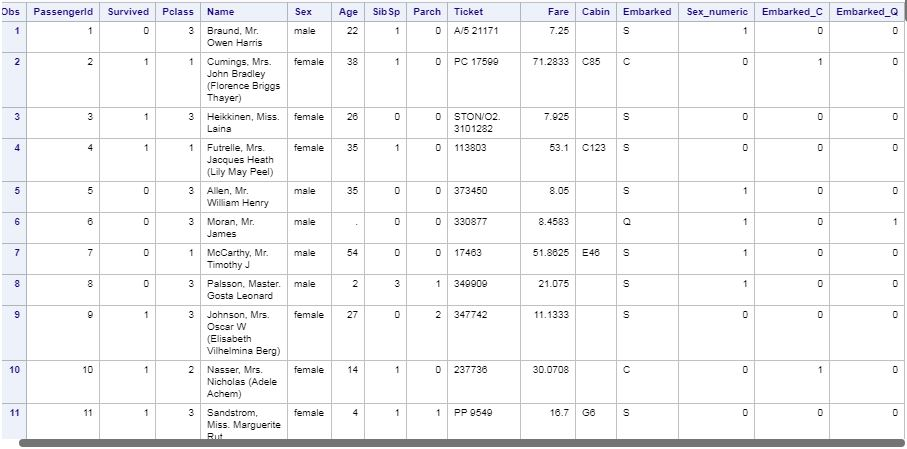 Obs PassengerId Survived Pclass Name Sex Age SibSp Parch Ticket Fare Cabin Embarked Sex_numeric Embarked_C Embarked_Q
1 1 0 3 Braund, Mr. male 22 1 0 A/5 21171 7.25 S 1 0 0
Owen Harris
2 2 1 1 Cumings, Mrs. female 38 1 0 PC 17599 71.2833 C85 C 0 1 0
John Bradley
(Florence Briggs
Thayer)
3 3 1 3 Heikkinen, Miss. female 26 0 0 STON/O2. 7.925 S 0 0 0
Laina 3101282
4 4 1 1 Futrelle, Mrs. female 35 1 0 113803 53.1 C123 S 0 0 0
Jacques Heath
(Lily May Peel)
5 5 0 3 Allen, Mr. male 35 0 0 373450 8.05 S 1 0 0
William Henry
6 6 0 3 Moran, Mr. male . 0 0 330877 8.4583 Q 1 0 1
James
7 7 0 1 McCarthy, Mr. male 54 0 0 17463 51.8625 E46 S 1 0 0
Timothy J
8 8 0 3 Palsson, Master. male 2 3 1 349909 21.075 S 1 0 0
Gosta Leonard
9 9 1 3 Johnson, Mrs. female 27 0 2 347742 11.1333 S 0 0 0
Oscar W
(Elisabeth
Vilhelmina Berg)
10 10 1 2 Nasser, Mrs. female 14 1 0 237736 30.0708 C 0 1 0
Nicholas (Adele
Achem)
11 11 1 3 Sandstrom, female 4 1 1 PP 9549 16.7 G6 S 0 0 0
Miss. Marguerite
Rut